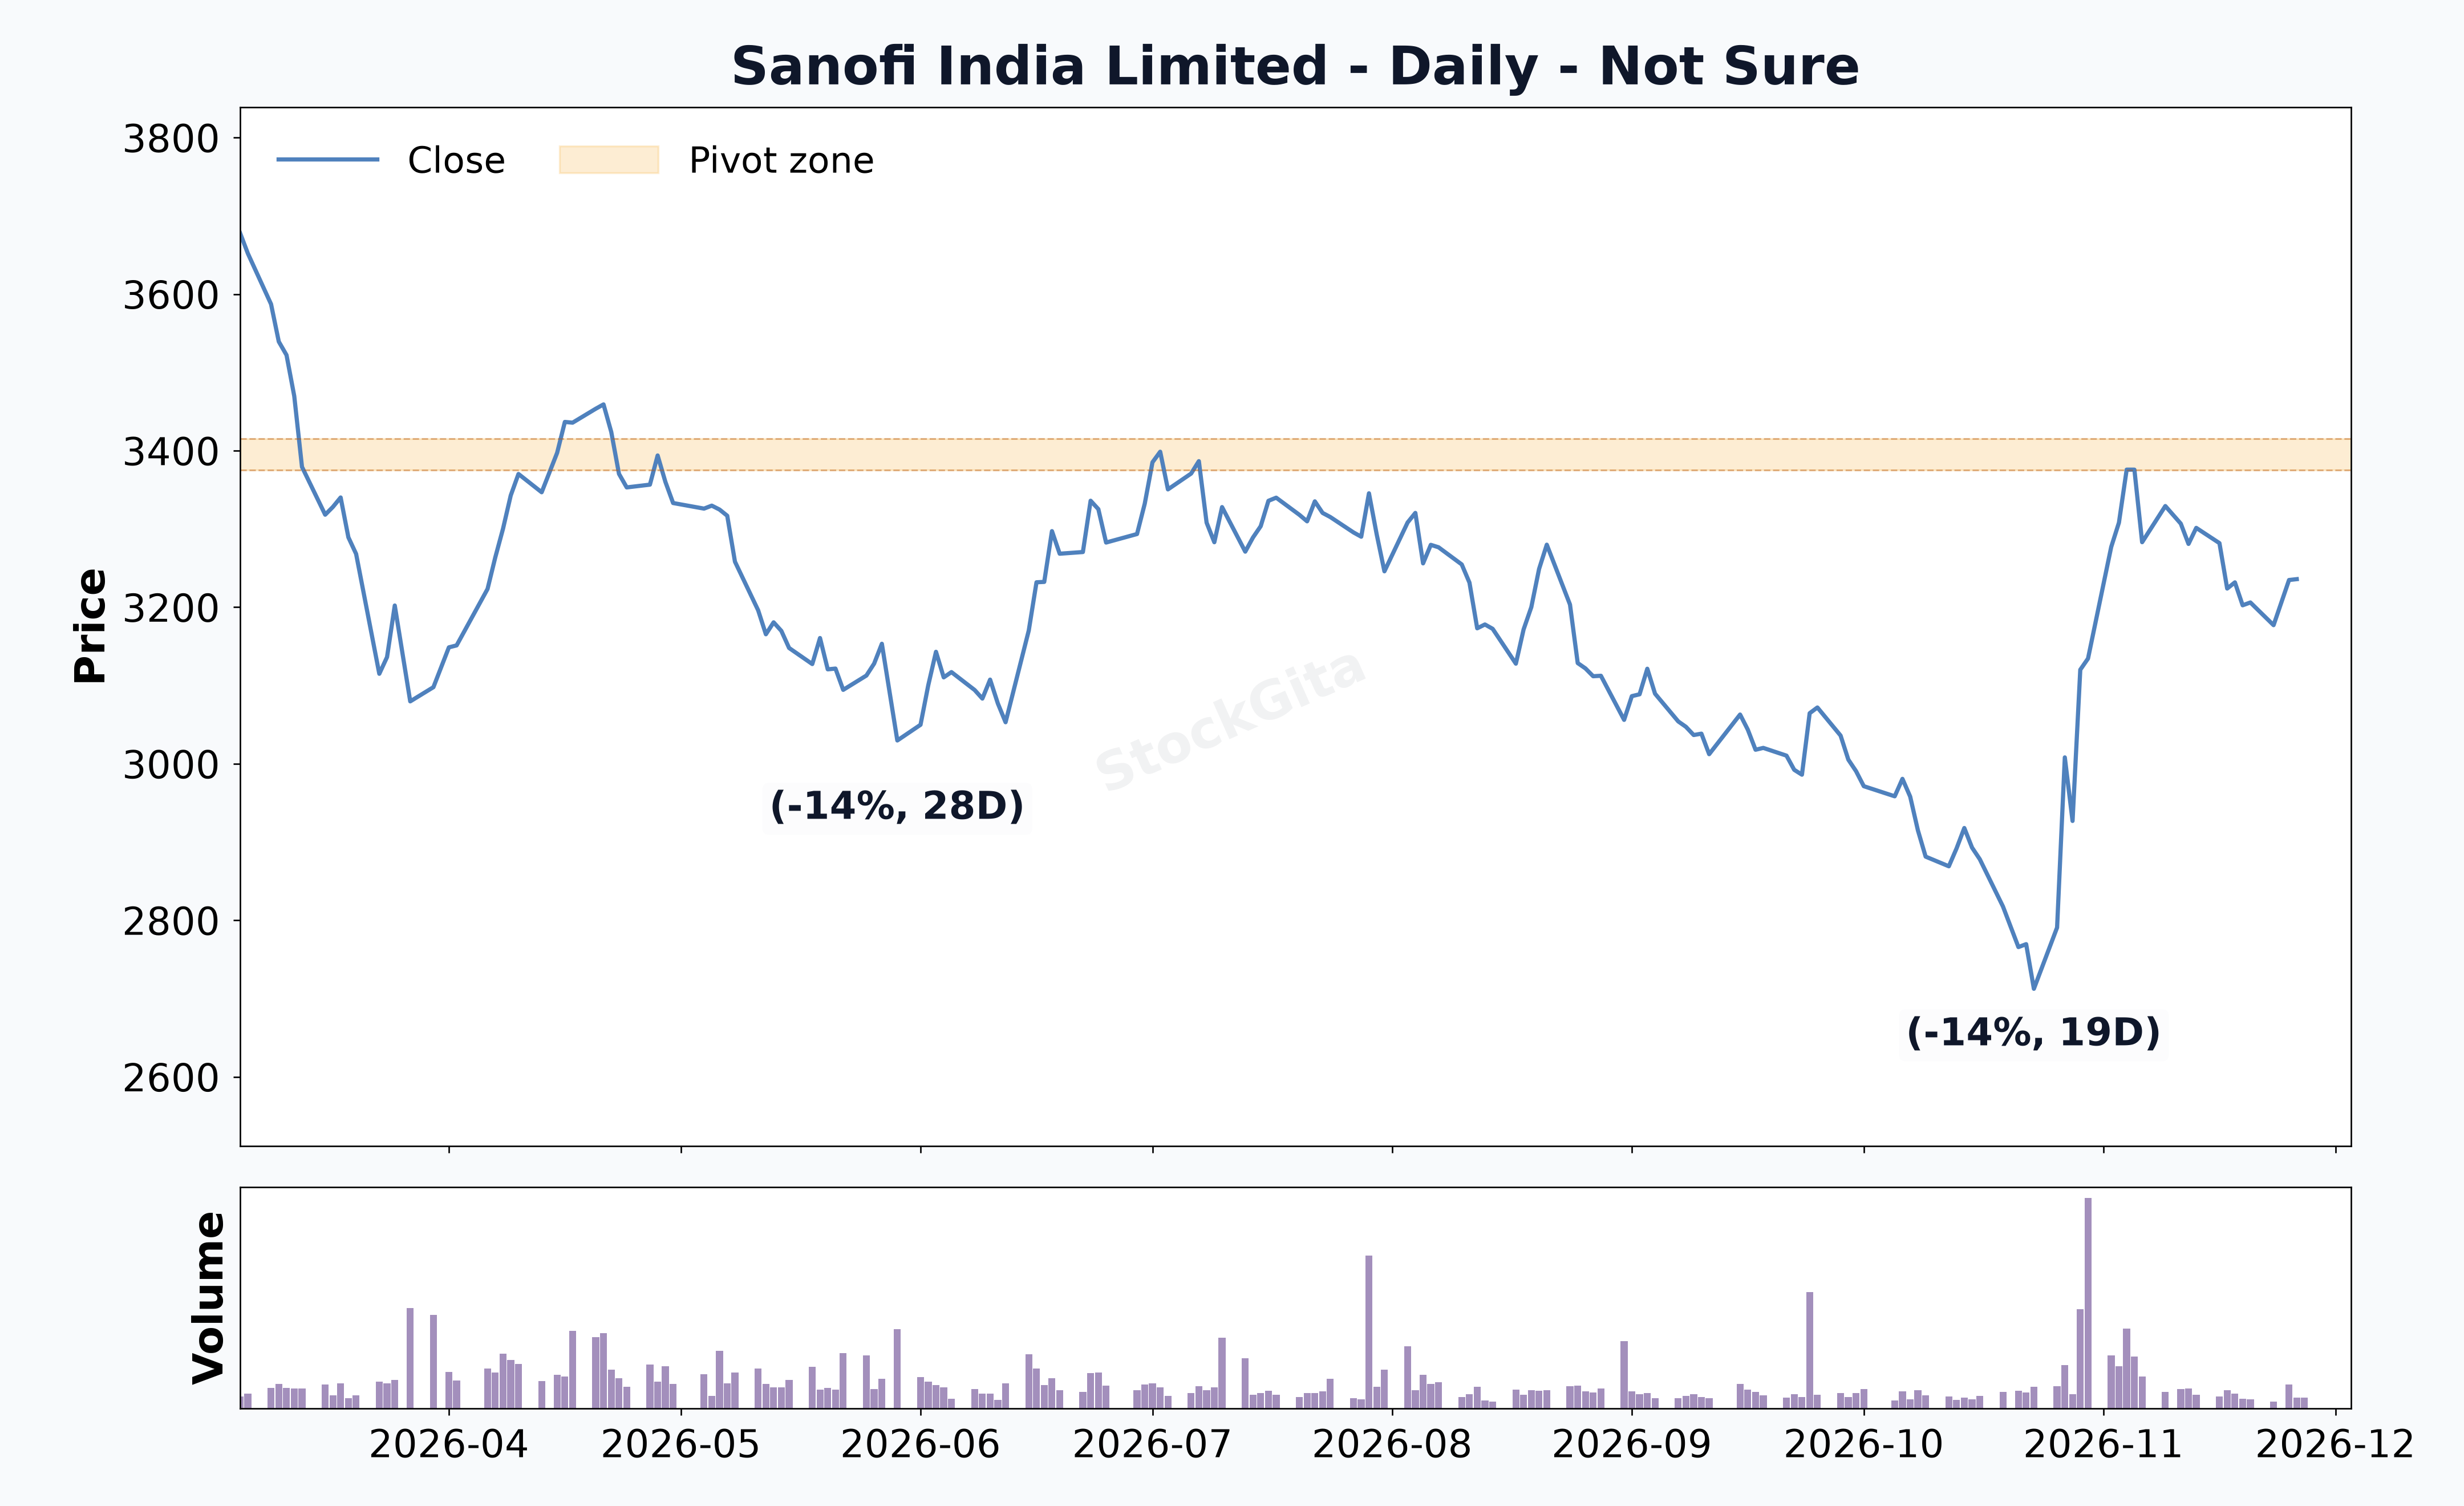 Sanofi India Limited - Daily - Not Sure
Close
Pivot zone
Price
3800
3600
3400
3200
3000
2800
2600
StockGita
(-14%, 28D)
(-14%, 19D)
Volume
2026-04
2026-05
2026-06
2026-07
2026-08
2026-09
2026-10
2026-11
2026-12